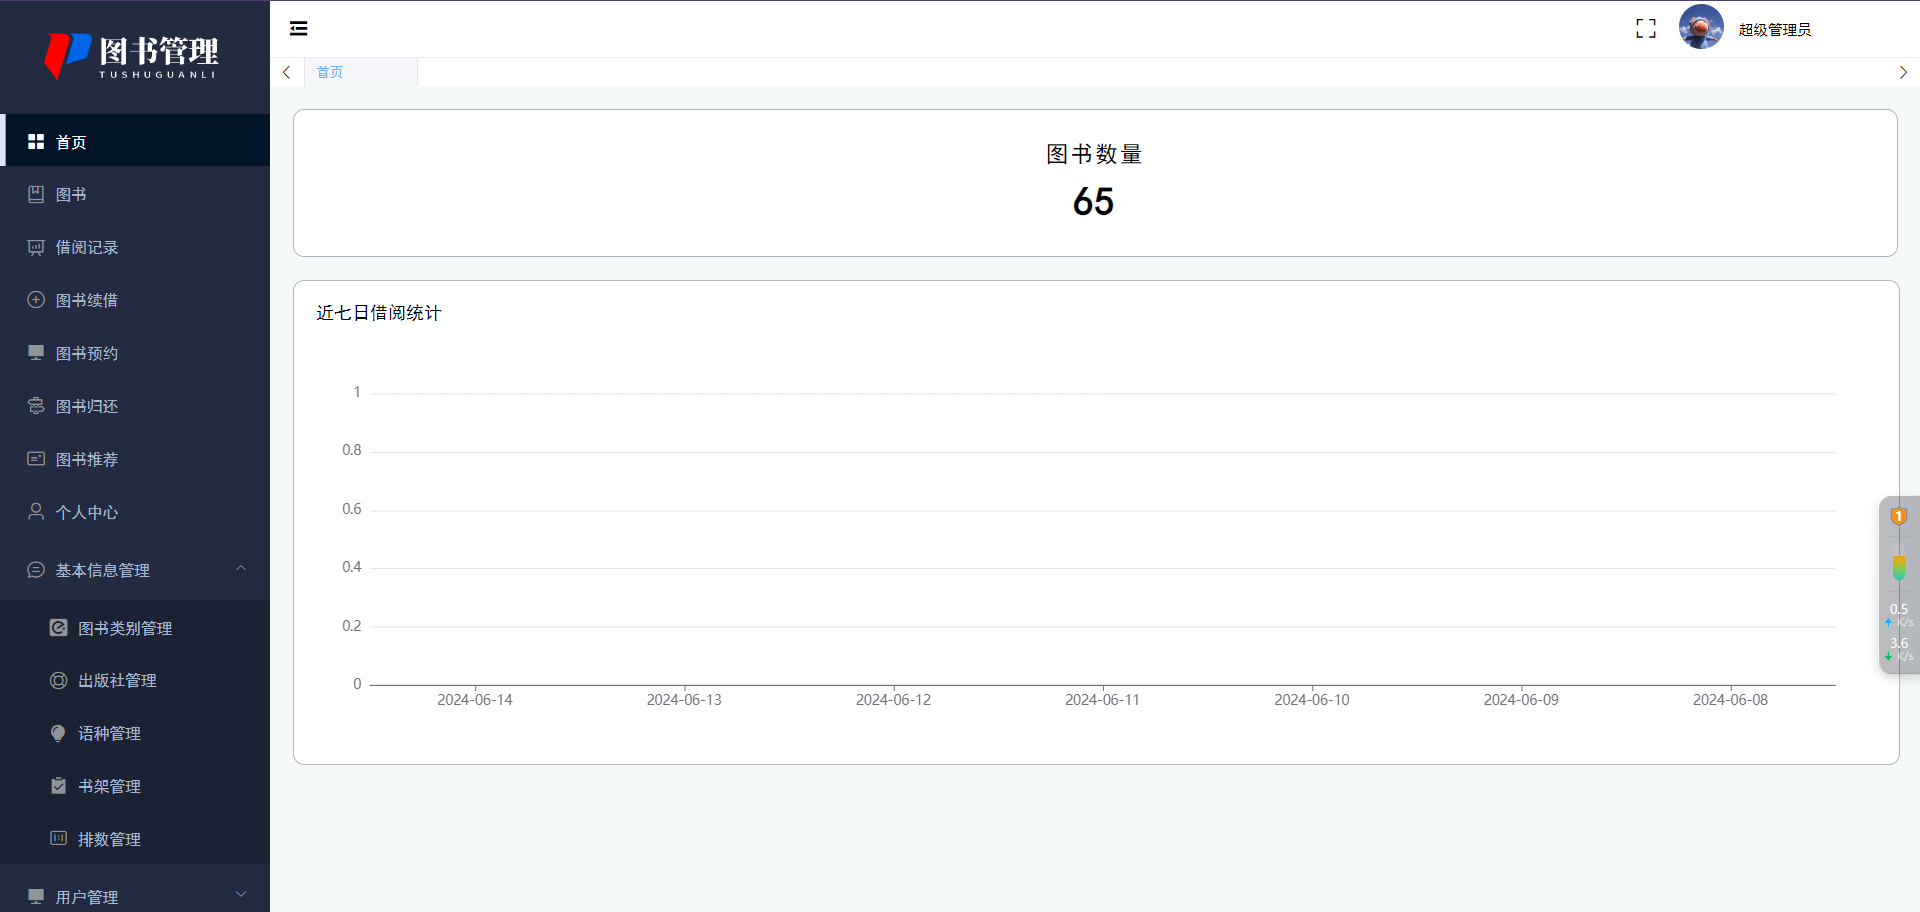 图书管理
TUSHUGUANLI
首页
图书
借阅记录
图书续借
图书预约
图书归还
图书推荐
个人中心
基本信息管理
图书类别管理
出版社管理
语种管理
书架管理
排数管理
用户管理
超级管理员
首页
图书数量
65
近七日借阅统计
1
0.8
0.6
0.4
0.2
0
2024-06-14 2024-06-13 2024-06-12 2024-06-11 2024-06-10 2024-06-09 2024-06-08
1
0.5
K/s
3.6
K/s